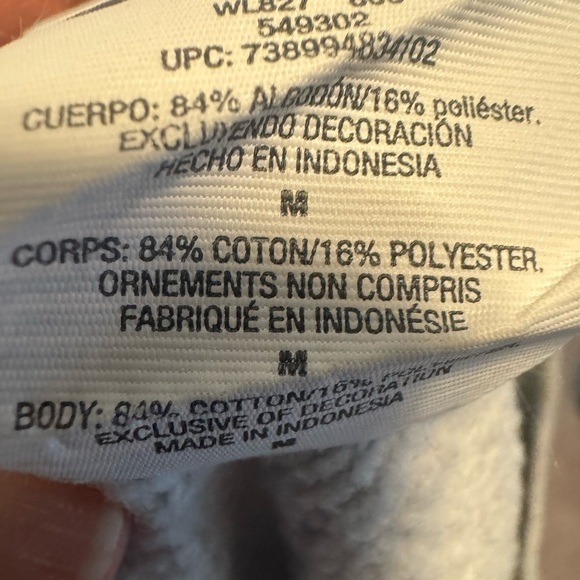 WL827
549302
UPC: 738994834102
CUERPO: 84% ALGODÓN/16% poliéster.
EXCLUYENDO DECORACIÓN
HECHO EN INDONESIA
M
CORPS: 84% COTON/16% POLYESTER.
ORNEMENTS NON COMPRIS
FABRIQUÉ EN INDONÉSIE
M
BODY: 84% COTTON/16%
EXCLUSIVE OF DECORATION
MADE IN INDONESIA
M